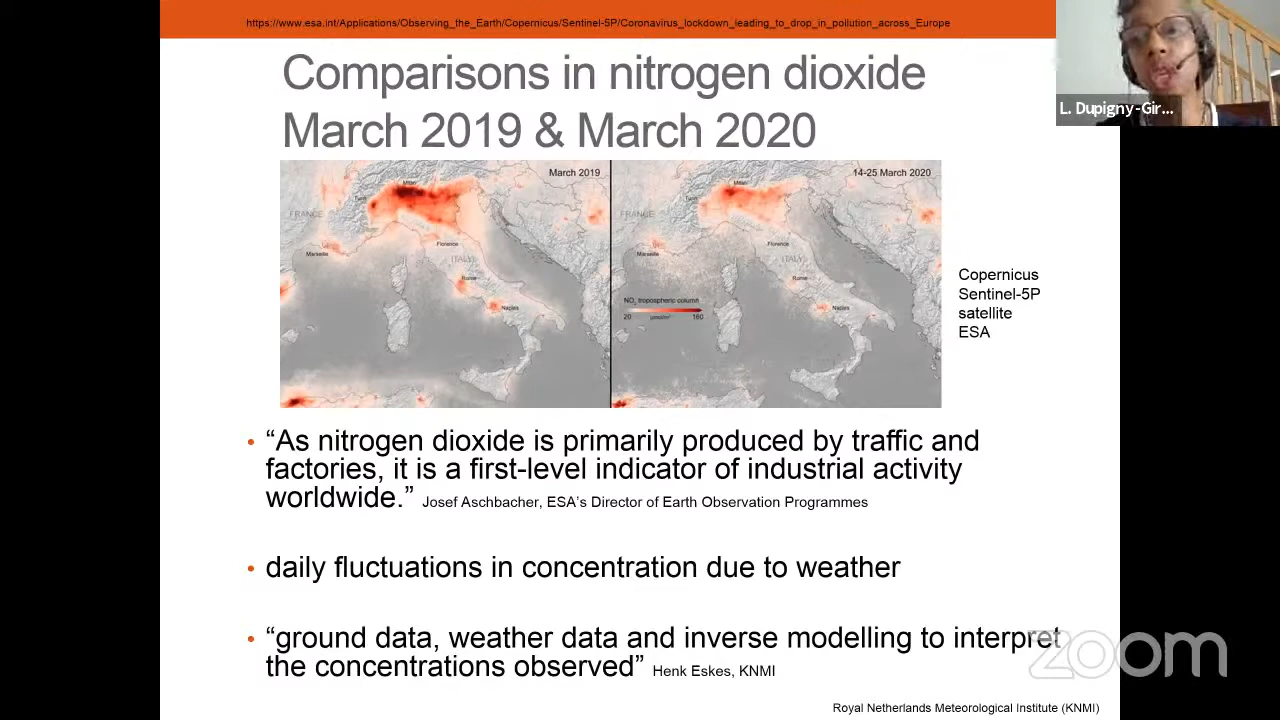 https://www.esa.int/Applications/Observing_the_Earth/Copernicus/Sentinel-5P/Coronavirus_lockdown_leading_to_drop_in_pollution_across_Europe
L. Dupigny-Gir...
Comparisons in nitrogen dioxide
March 2019 & March 2020
March 2019
Milan
Turin
FRANCE
Marseille
Florence
ITALY
Rome
Naples
14-25 March 2020
Milan
FRANCE
Marseille
Florence
ITALY
Rome
Naples
NO₂ tropospheric column
20 µmol/m² 160
Copernicus
Sentinel-5P
satellite
ESA
• “As nitrogen dioxide is primarily produced by traffic and
factories, it is a first-level indicator of industrial activity
worldwide.” Josef Aschbacher, ESA’s Director of Earth Observation Programmes
• daily fluctuations in concentration due to weather
• “ground data, weather data and inverse modelling to interpret
the concentrations observed” Henk Eskes, KNMI
zoom
Royal Netherlands Meteorological Institute (KNMI)